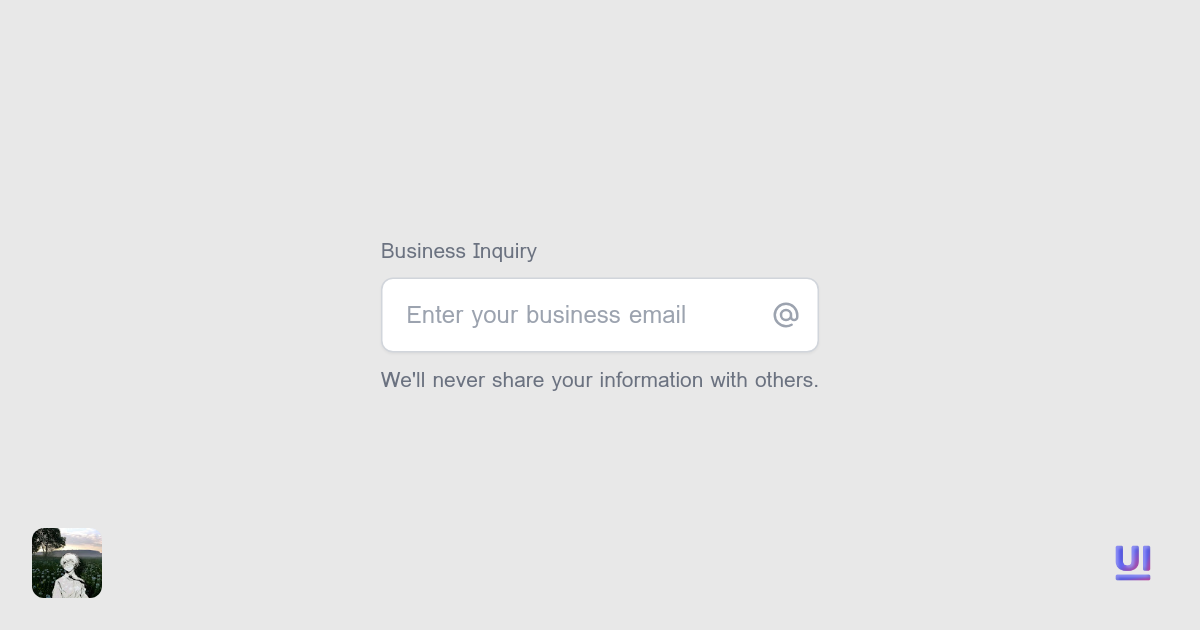 Business Inquiry
Enter your business email @
We'll never share your information with others.
UI